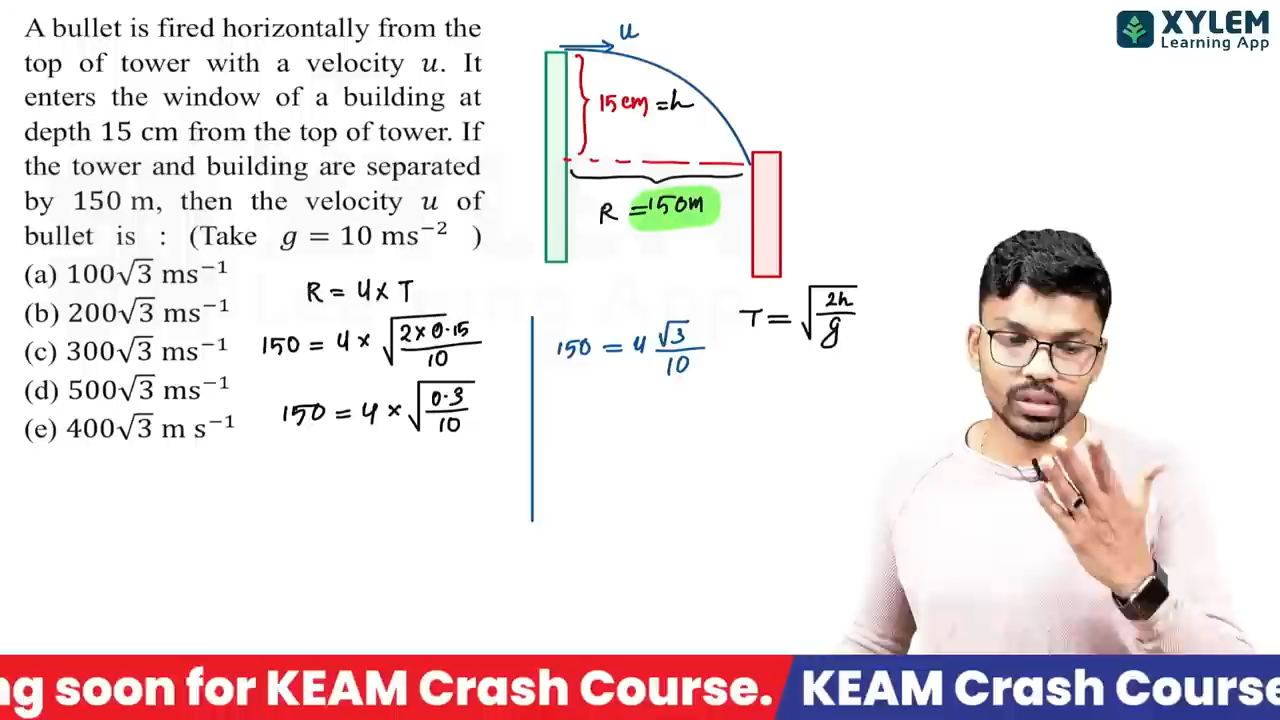 A bullet is fired horizontally from the
top of tower with a velocity u. It
enters the window of a building at
depth 15 cm from the top of tower. If
the tower and building are separated
by 150 m, then the velocity u of
bullet is : (Take g = 10 ms⁻² )
(a) 100√3 ms⁻¹
(b) 200√3 ms⁻¹
(c) 300√3 ms⁻¹
(d) 500√3 ms⁻¹
(e) 400√3 m s⁻¹
R = u × T
150 = u × √(2 × 0.15/10)
150 = u × √(0.3/10)
u
15cm = h
R = 150m
150 = u √3/10
T = √(2h/g)
XYLEM
Learning App
ng soon for KEAM Crash Course.
KEAM Crash Course